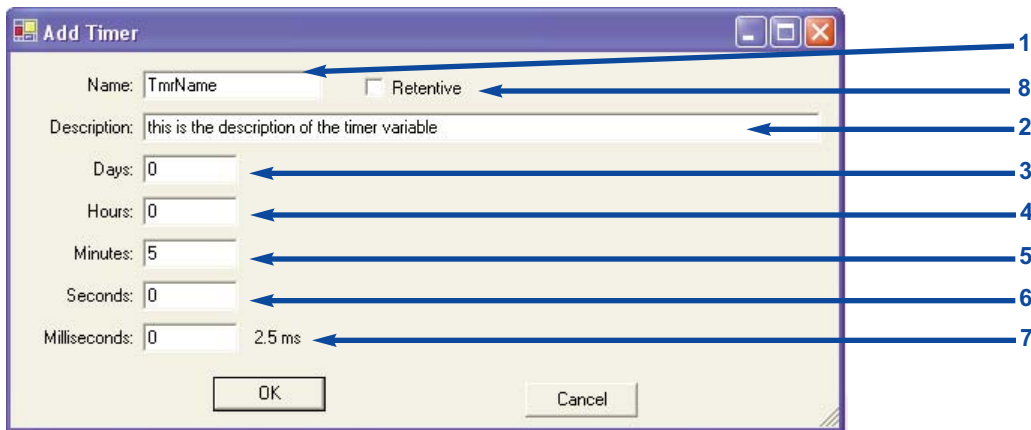 Add Timer
1
Name: TmrName Retentive 8
Description: this is the description of the timer variable 2
Days: 0 3
Hours: 0 4
Minutes: 5 5
Seconds: 0 6
Milliseconds: 0 2.5 ms 7
OK Cancel